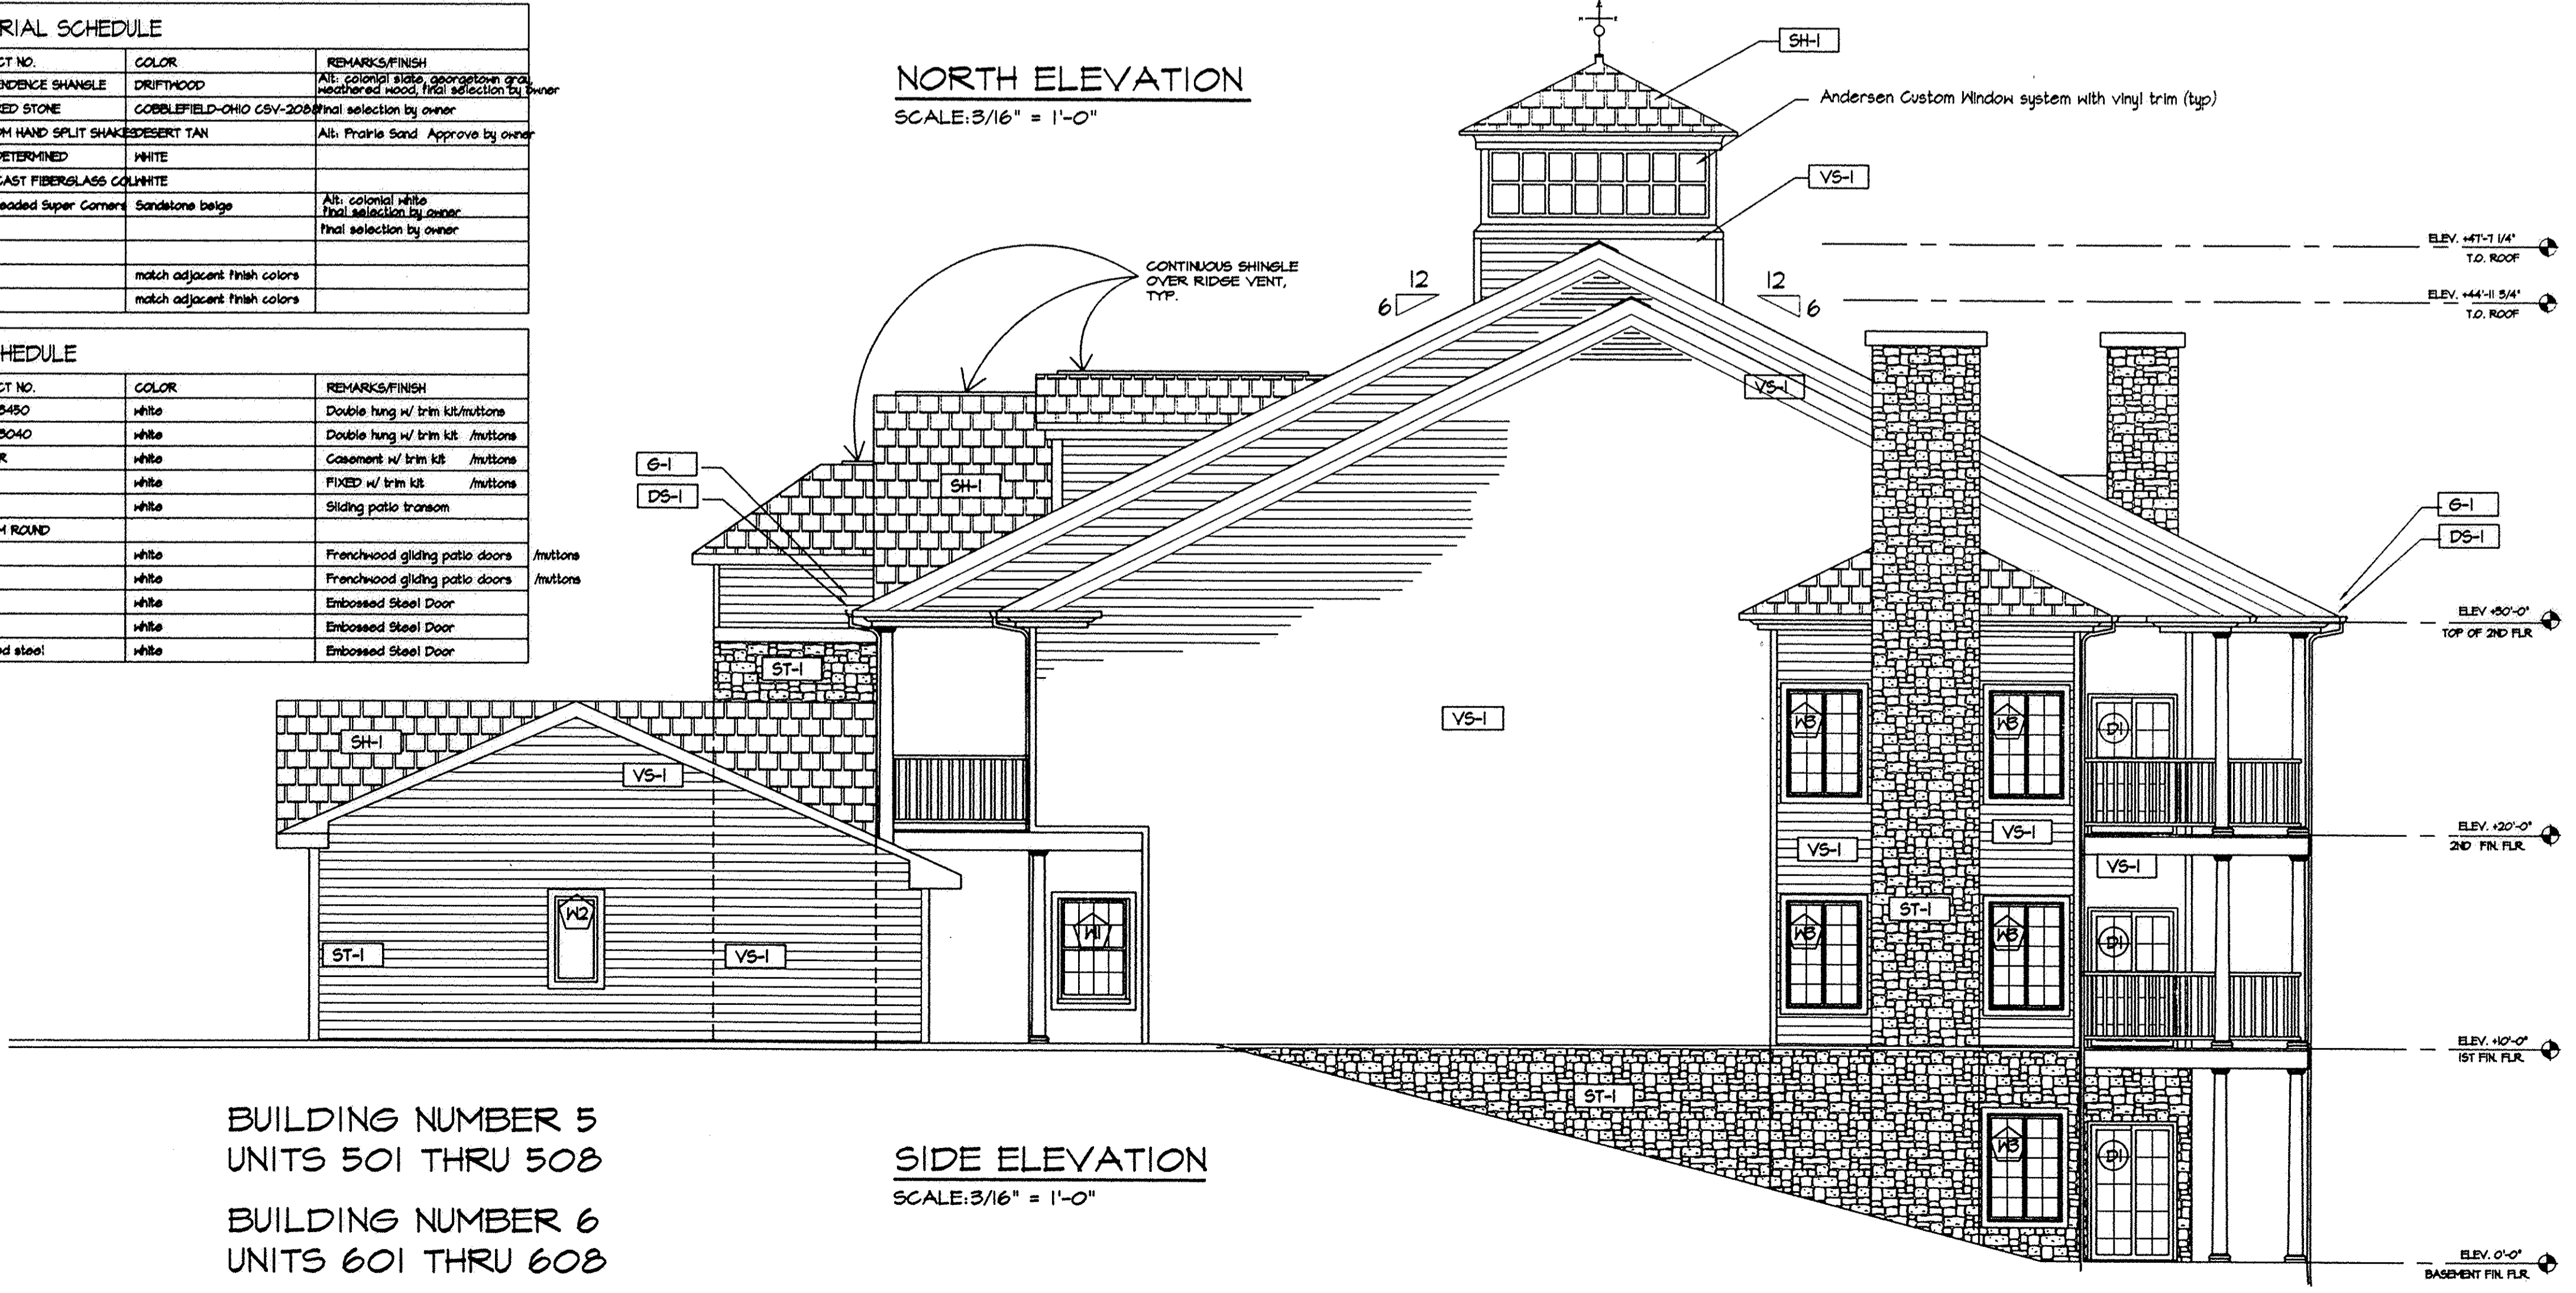 RIAL SCHEDULE
CT NO. COLOR REMARKS/FINISH
NDENCE SHANGLE DRIFTWOOD Alt: colonial slate, georgetown gray,
weathered wood, final selection by owner
RED STONE COBBLEFIELD-OHIO CSV-2088 final selection by owner
OM HAND SPLIT SHAKES DESERT TAN Alt: Prairie Sand Approve by owner
DETERMINED WHITE
CAST FIBERGLASS COL WHITE
eaded Super Corners Sandstone beige Alt: colonial white
final selection by owner
final selection by owner
match adjacent finish colors
match adjacent finish colors
HEDULE
CT NO. COLOR REMARKS/FINISH
3450 white Double hung w/ trim kit/muttons
3040 white Double hung w/ trim kit /muttons
R white Casement w/ trim kit /muttons
white FIXED w/ trim kit /muttons
white Sliding patio transom
M ROUND
white Frenchwood gliding patio doors /muttons
white Frenchwood gliding patio doors /muttons
white Embossed Steel Door
white Embossed Steel Door
ed steel white Embossed Steel Door
NORTH ELEVATION
SCALE:3/16" = 1'-0"
SH-1
Andersen Custom Window system with vinyl trim (typ)
VS-1
ELEV. +47'-7 1/4"
T.O. ROOF
ELEV. +44'-11 3/4"
T.O. ROOF
CONTINUOUS SHINGLE
OVER RIDGE VENT,
TYP.
12
6
12
6
VS-1
G-1
DS-1
SH-1
G-1
DS-1
ELEV +30'-0"
TOP OF 2ND FLR
ST-1
VS-1
W3
W3
D1
SH-1
VS-1
VS-1
VS-1
VS-1
ELEV. +20'-0"
2ND FIN. FLR.
W2
W1
ST-1
W3
W3
D1
ST-1
VS-1
ELEV. +10'-0"
1ST FIN. FLR.
ST-1
W3
D1
BUILDING NUMBER 5
UNITS 501 THRU 508
BUILDING NUMBER 6
UNITS 601 THRU 608
SIDE ELEVATION
SCALE:3/16" = 1'-0"
ELEV. 0'-0"
BASEMENT FIN. FLR.